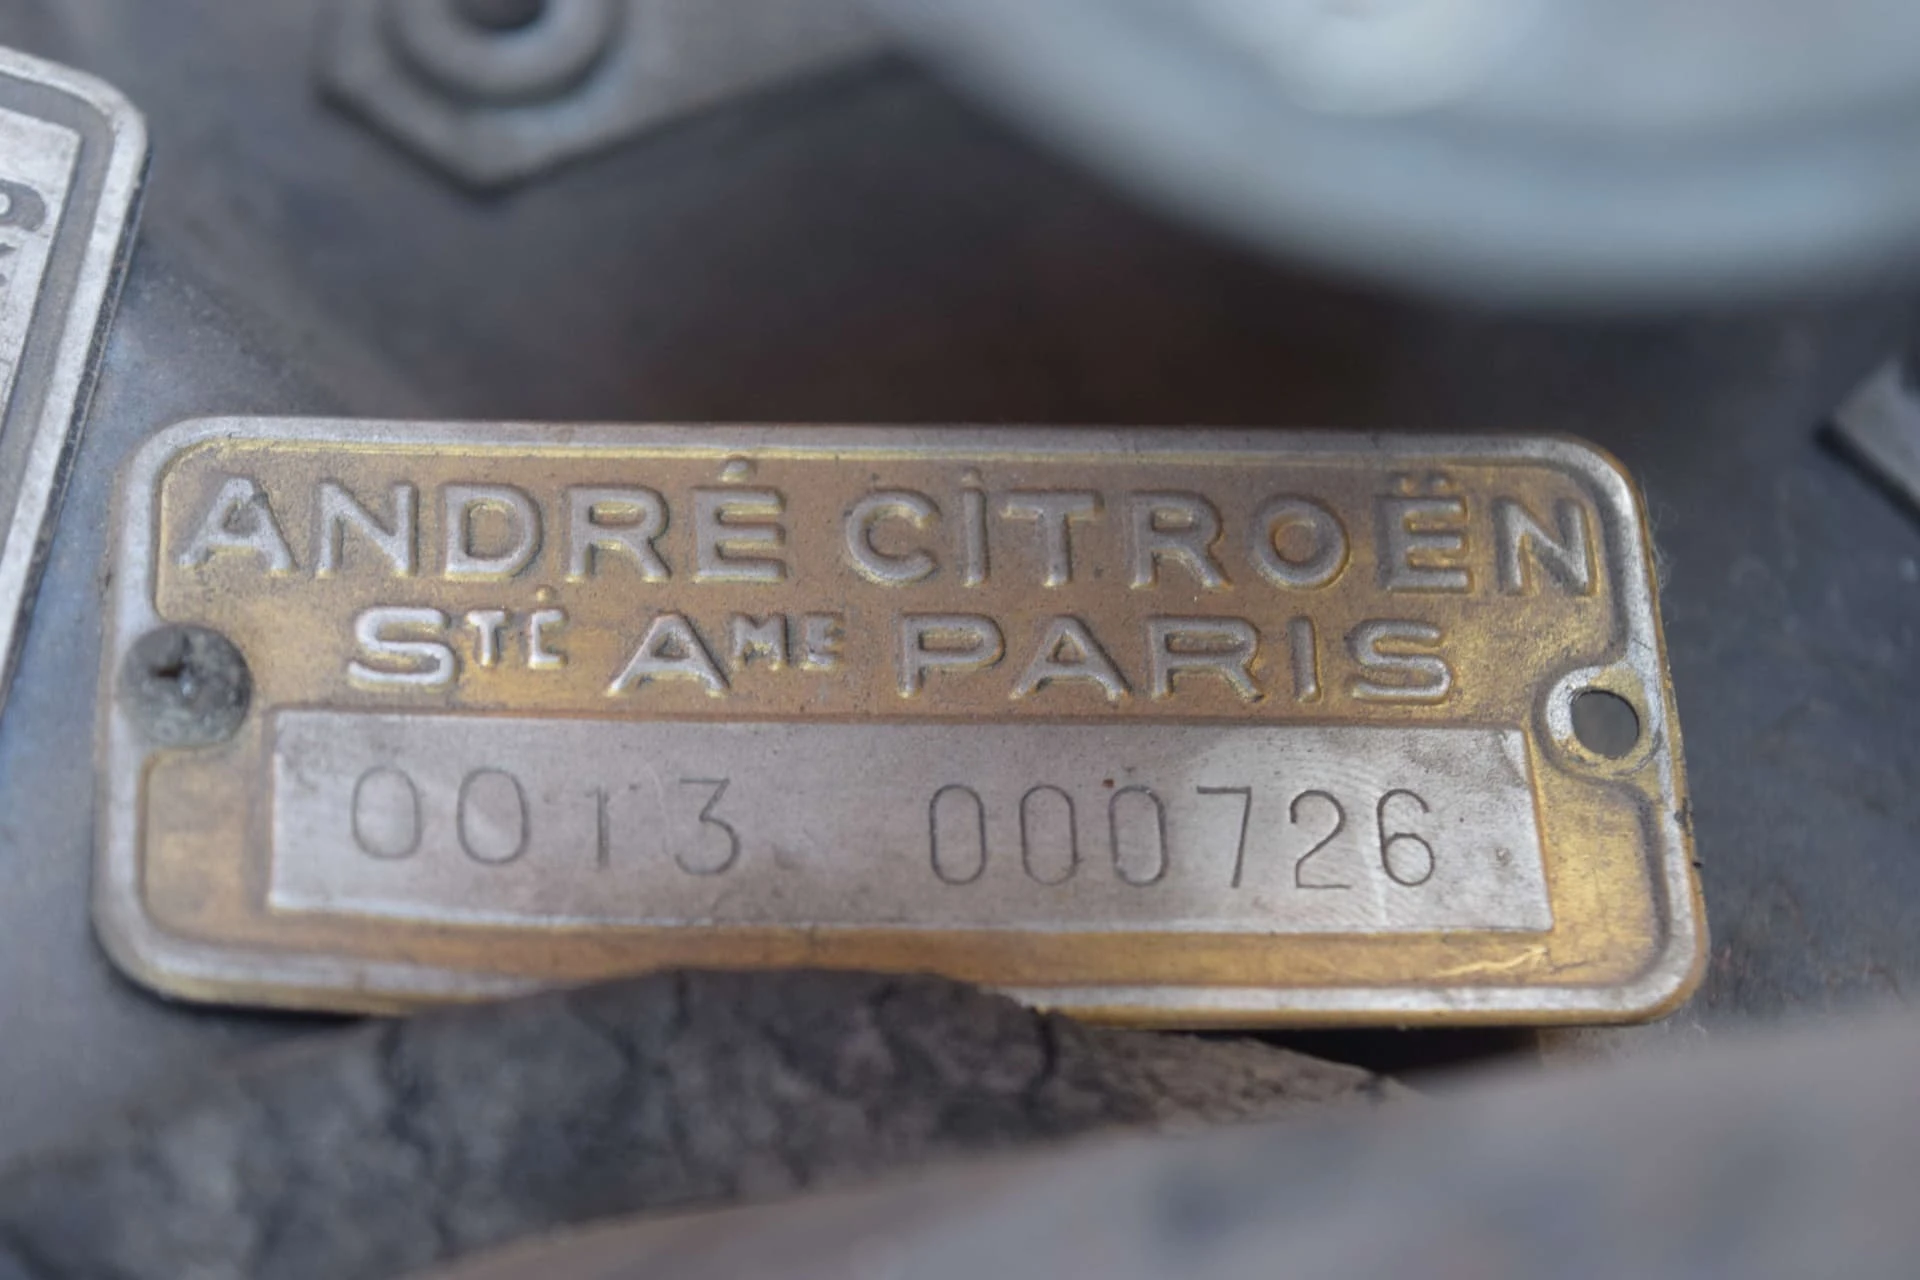 ANDRÉ CİTROËN
STÉ AME PARIS
0013 000726